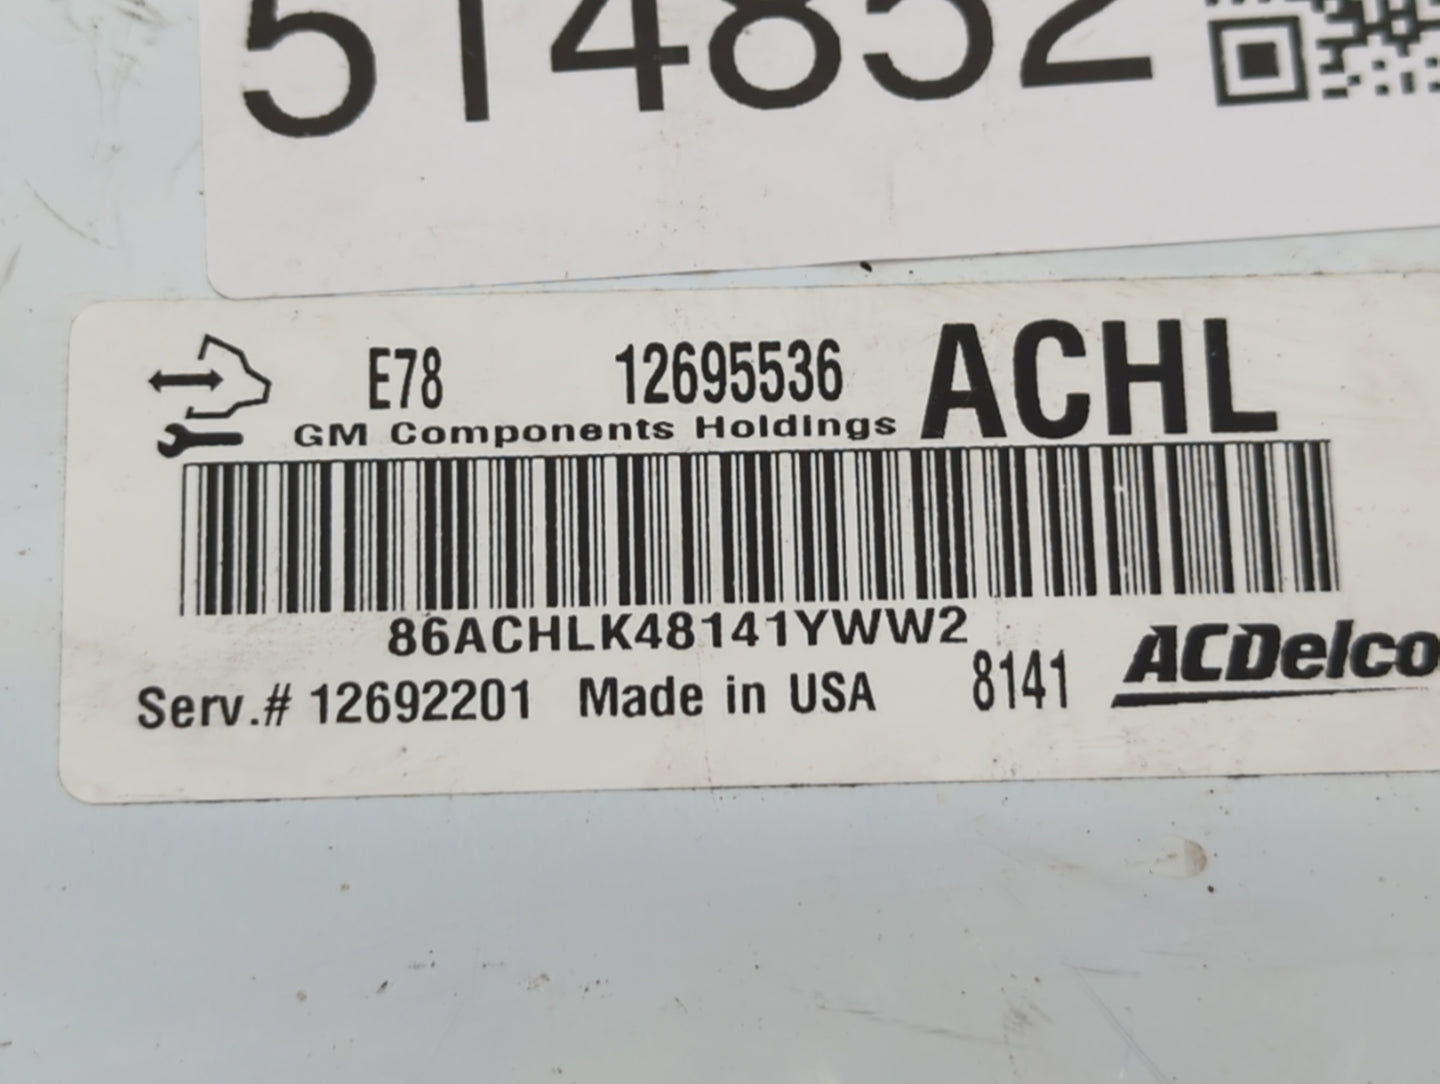 514852
E78 12695536 ACHL
GM Components Holdings
86ACHLK48141YWW2
Serv.# 12692201 Made in USA 8141 ACDelco